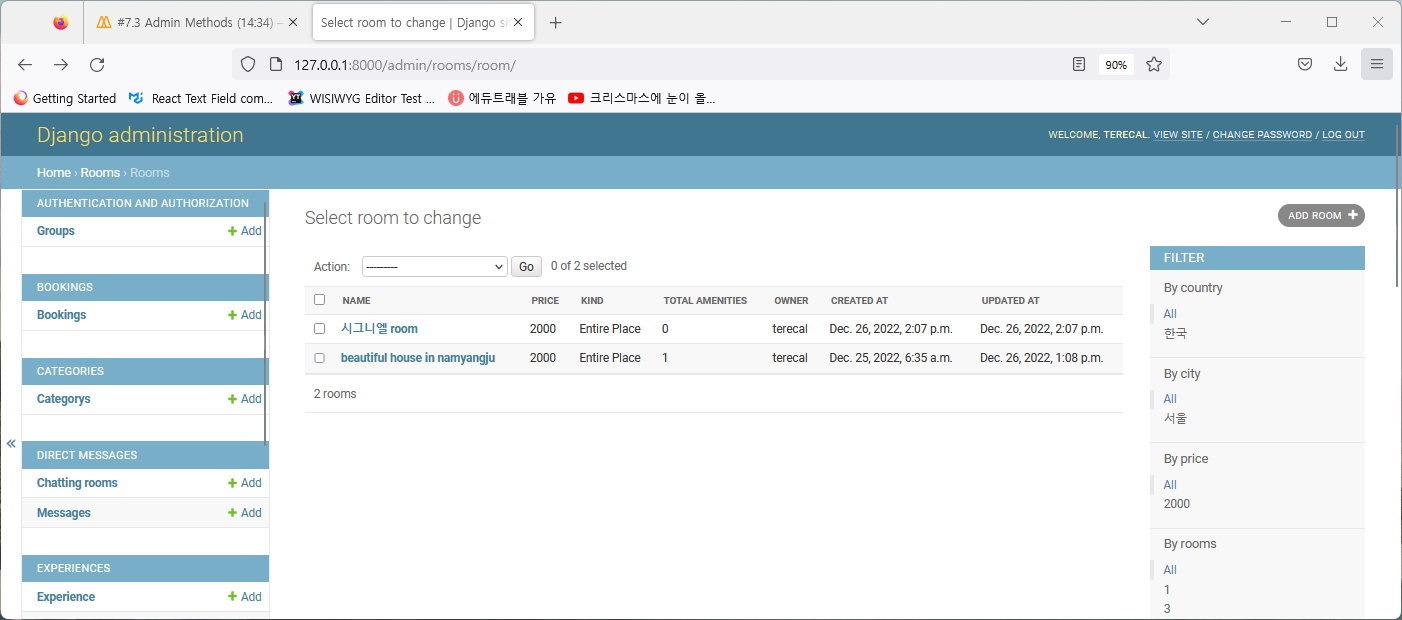 #7.3 Admin Methods (14:34) –
Select room to change | Django si
127.0.0.1:8000/admin/rooms/room/
90%
Getting Started
React Text Field com...
WISIWYG Editor Test ...
에듀트래블 가유
크리스마스에 눈이 올...
Django administration
WELCOME, TERECAL. VIEW SITE / CHANGE PASSWORD / LOG OUT
Home › Rooms › Rooms
AUTHENTICATION AND AUTHORIZATION
Groups + Add
BOOKINGS
Bookings + Add
CATEGORIES
Categorys + Add
DIRECT MESSAGES
Chatting rooms + Add
Messages + Add
EXPERIENCES
Experience + Add
Select room to change
ADD ROOM +
Action: --------- Go 0 of 2 selected
NAME PRICE KIND TOTAL AMENITIES OWNER CREATED AT UPDATED AT
시그니엘 room 2000 Entire Place 0 terecal Dec. 26, 2022, 2:07 p.m. Dec. 26, 2022, 2:07 p.m.
beautiful house in namyangju 2000 Entire Place 1 terecal Dec. 25, 2022, 6:35 a.m. Dec. 26, 2022, 1:08 p.m.
2 rooms
FILTER
By country
All
한국
By city
All
서울
By price
All
2000
By rooms
All
1
3